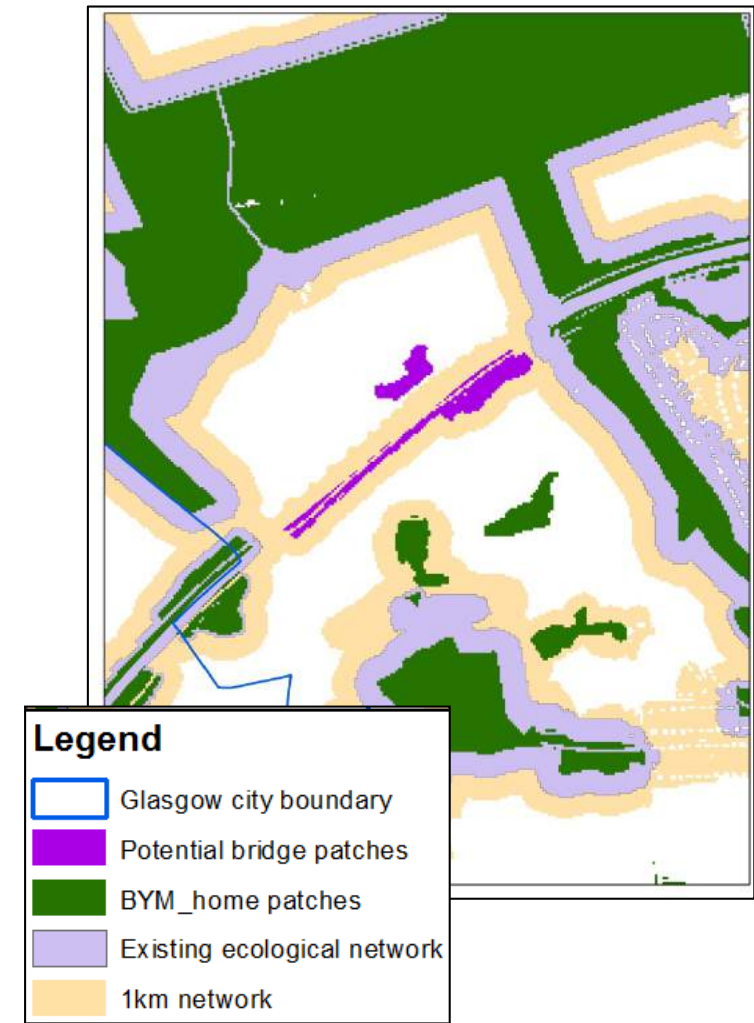 Legend
Glasgow city boundary
Potential bridge patches
BYM_home patches
Existing ecological network
1km network